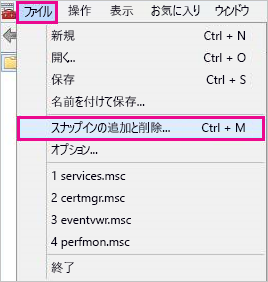 ファイル 操作 表示 お気に入り ウィンドウ
新規 Ctrl + N
開く... Ctrl + O
保存 Ctrl + S
名前を付けて保存...
スナップインの追加と削除... Ctrl + M
オプション...
1 services.msc
2 certmgr.msc
3 eventvwr.msc
4 perfmon.msc
終了